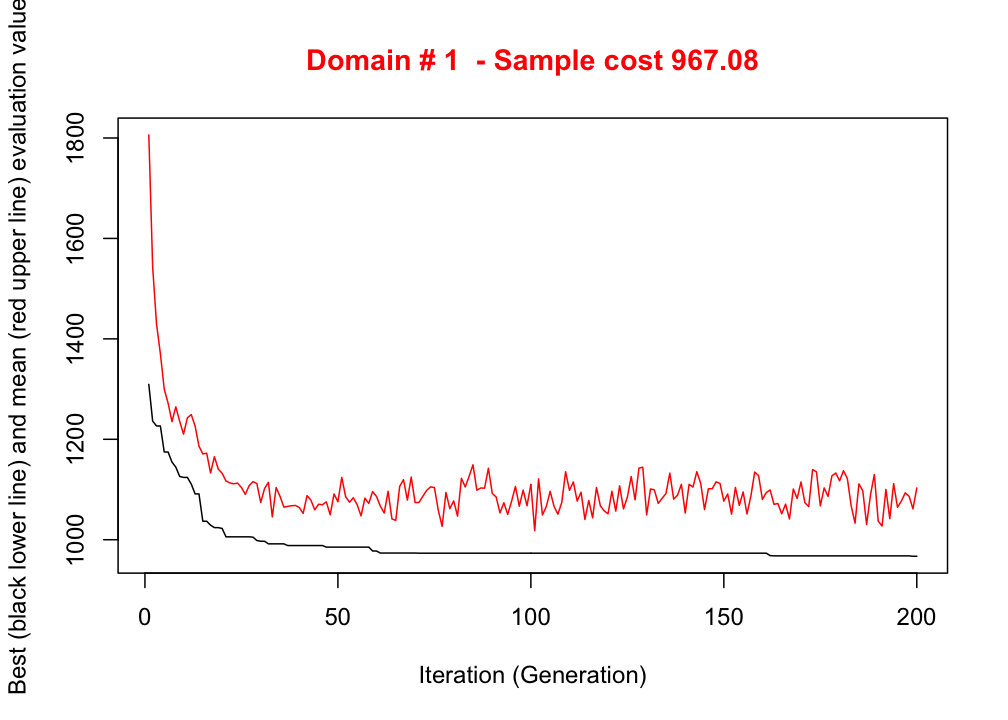 Domain # 1  - Sample cost 967.08
Best (black lower line) and mean (red upper line) evaluation value
1800
1600
1400
1200
1000
0 50 100 150 200
Iteration (Generation)